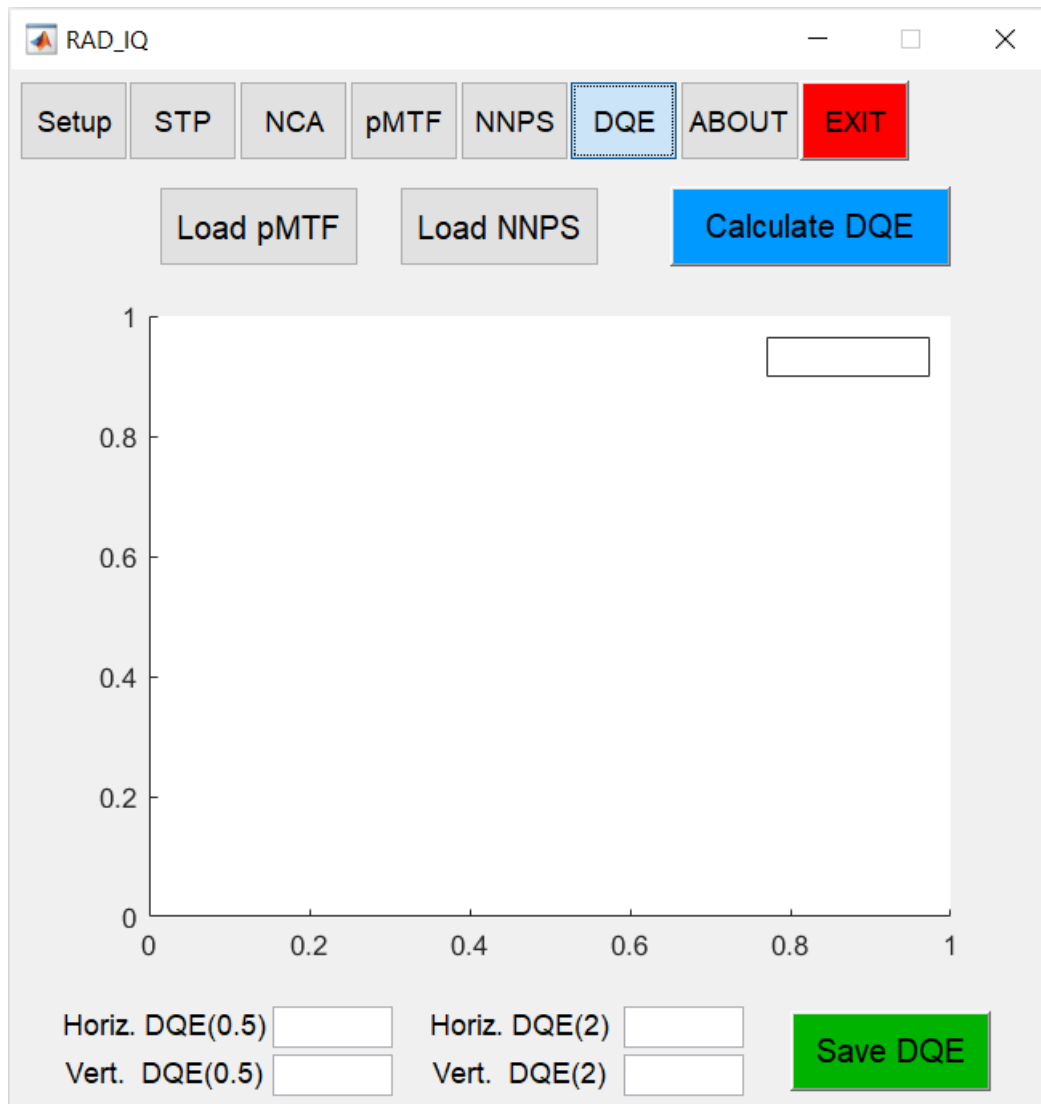 RAD_IQ
Setup STP NCA pMTF NNPS DQE ABOUT EXIT
Load pMTF Load NNPS Calculate DQE
1
0.8
0.6
0.4
0.2
0
0 0.2 0.4 0.6 0.8 1
Horiz. DQE(0.5) Horiz. DQE(2)
Vert. DQE(0.5) Vert. DQE(2)
Save DQE